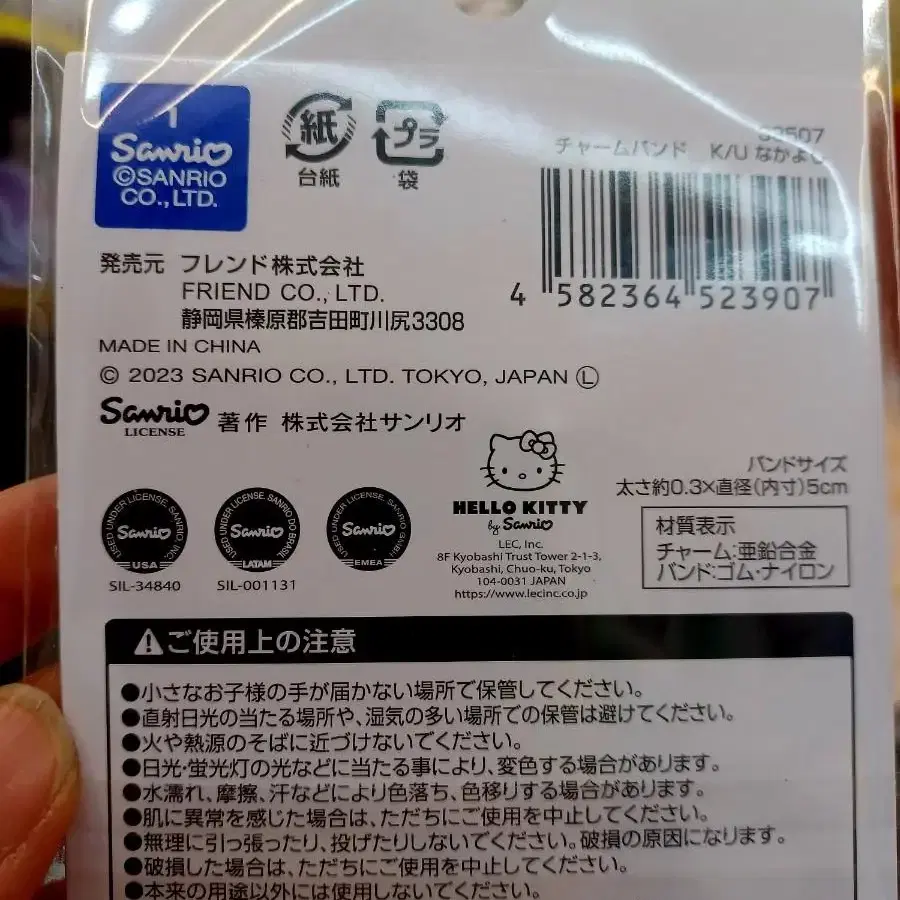 1
Sanrio
©SANRIO
CO.,LTD.
紙
台紙
プラ
袋
チャームバンド K/U なかよし
4 582364 523907
発売元 フレンド株式会社
FRIEND CO., LTD.
静岡県榛原郡吉田町川尻3308
MADE IN CHINA
© 2023 SANRIO CO., LTD. TOKYO, JAPAN Ⓛ
Sanrio
LICENSE
著作 株式会社サンリオ
USED UNDER LICENSE. SANRIO, INC.
Sanrio
USA
SIL-34840
USED UNDER LICENSE. SANRIO DO BRASIL
Sanrio
LATAM
SIL-001131
USED UNDER LICENSE. SANRIO GMBH
Sanrio
EMEA
HELLO KITTY
by Sanrio
LEC, Inc.
8F Kyobashi Trust Tower 2-1-3,
Kyobashi, Chuo-ku, Tokyo
104-0031 JAPAN
https://www.lecinc.co.jp
バンドサイズ
太さ約0.3×直径(内寸)5cm
材質表示
チャーム:亜鉛合金
バンド:ゴム・ナイロン
ご使用上の注意
●小さなお子様の手が届かない場所で保管してください。
●直射日光の当たる場所や、湿気の多い場所での保管は避けてください。
●火や熱源のそばに近づけないでください。
●日光・蛍光灯の光などに当たる事により、変色する場合があります。
●水濡れ、摩擦、汗などにより色落ち、色移りする場合があります。
●肌に異常を感じた場合は、ただちにご使用を中止してください。
●無理に引っ張ったり、投げたりしないでください。破損の原因になります。
●破損した場合は、ただちにご使用を中止してください。
●本来の用途以外には使用しないでください。